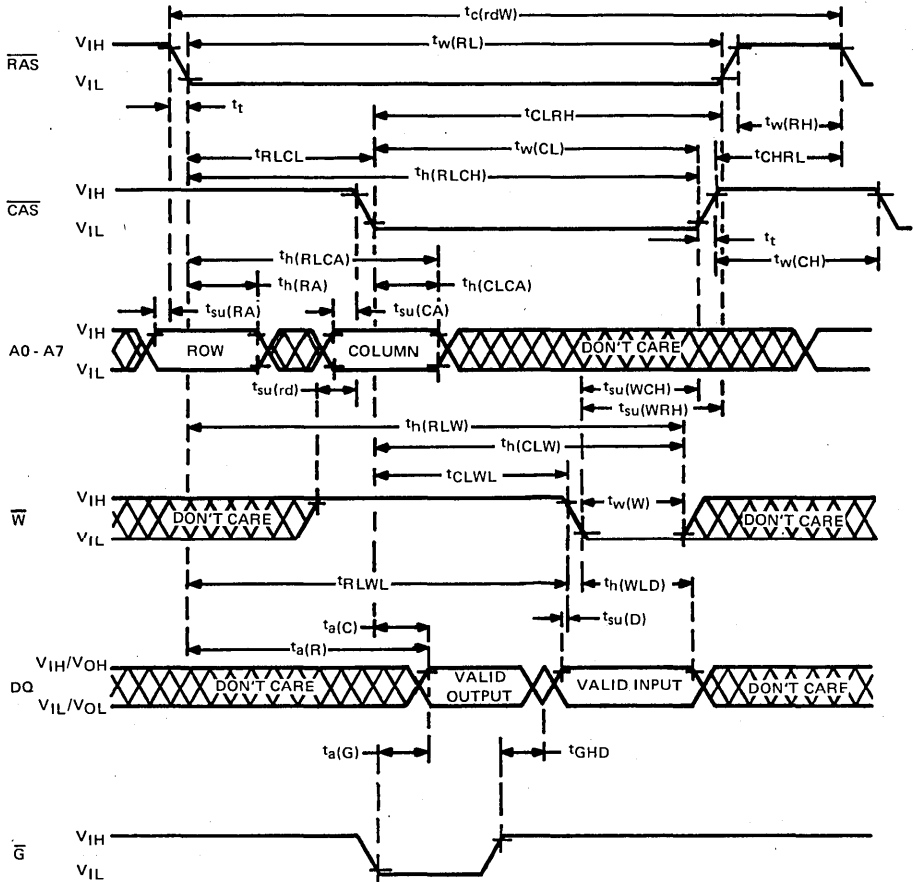 tc(rdW)
VIH
tw(RL)
RAS
VIL
tt
tCLRH
tw(RH)
tRLCL
tw(CL)
tCHRL
th(RLCH)
VIH
CAS
VIL
tt
th(RLCA)
tw(CH)
th(RA)
th(CLCA)
tsu(RA)
tsu(CA)
VIH
A0 - A7
ROW
COLUMN
DON'T CARE
VIL
tsu(rd)
tsu(WCH)
tsu(WRH)
th(RLW)
th(CLW)
tCLWL
VIH
tw(W)
W
DON'T CARE
DON'T CARE
VIL
tRLWL
th(WLD)
tsu(D)
ta(C)
ta(R)
VIH/VOH
DQ
DON'T CARE
VALID
OUTPUT
VALID INPUT
DON'T CARE
VIL/VOL
ta(G)
tGHD
VIH
G
VIL